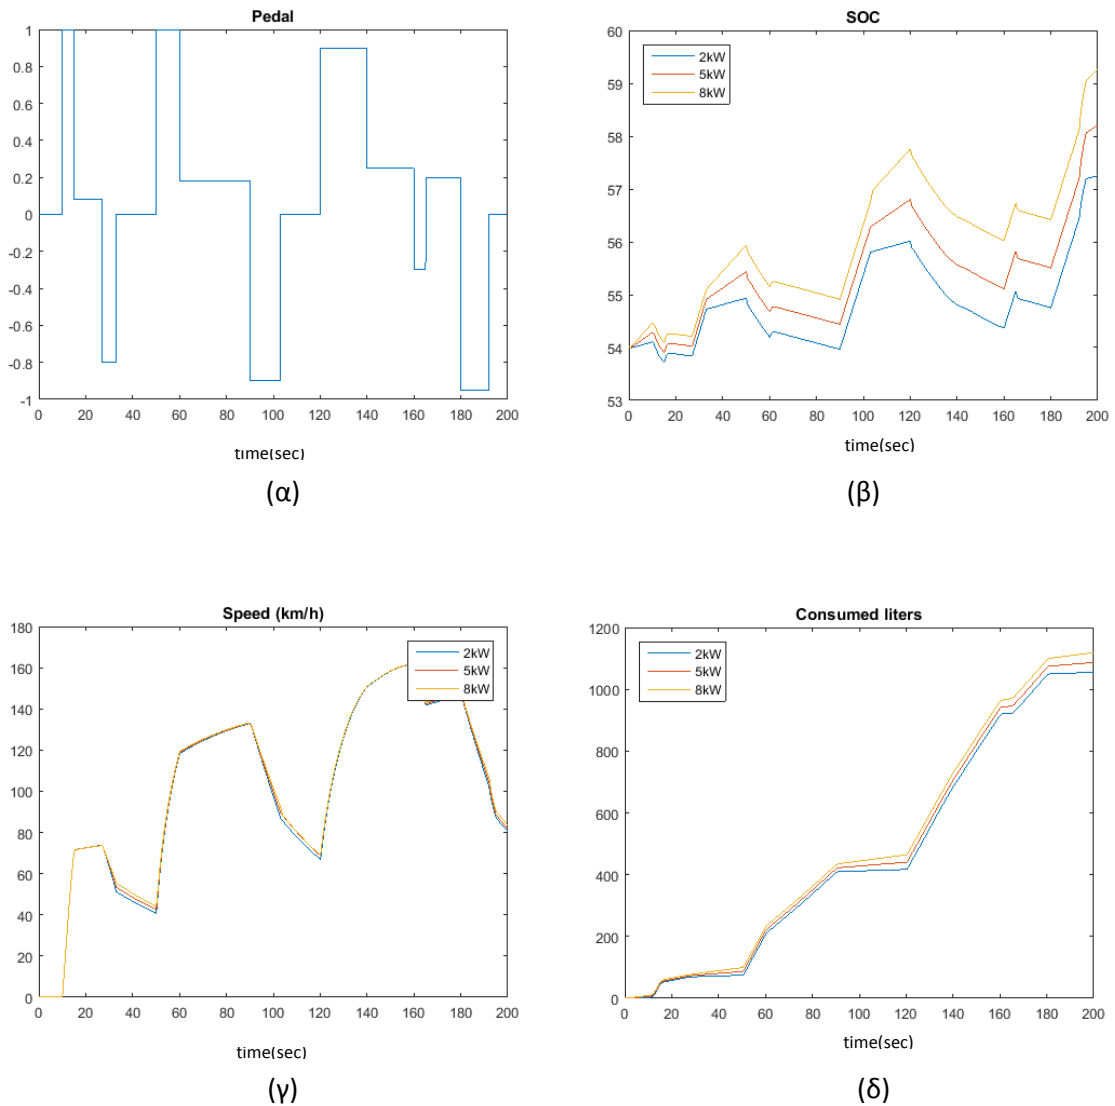 Pedal
1
0.8
0.6
0.4
0.2
0
-0.2
-0.4
-0.6
-0.8
-1
0 20 40 60 80 100 120 140 160 180 200
time(sec)
(α)
SOC
2kW
5kW
8kW
60
59
58
57
56
55
54
53
0 20 40 60 80 100 120 140 160 180 200
time(sec)
(β)
Speed (km/h)
2kW
5kW
8kW
180
160
140
120
100
80
60
40
20
0
0 20 40 60 80 100 120 140 160 180 200
time(sec)
(γ)
Consumed liters
2kW
5kW
8kW
1200
1000
800
600
400
200
0
0 20 40 60 80 100 120 140 160 180 200
time(sec)
(δ)